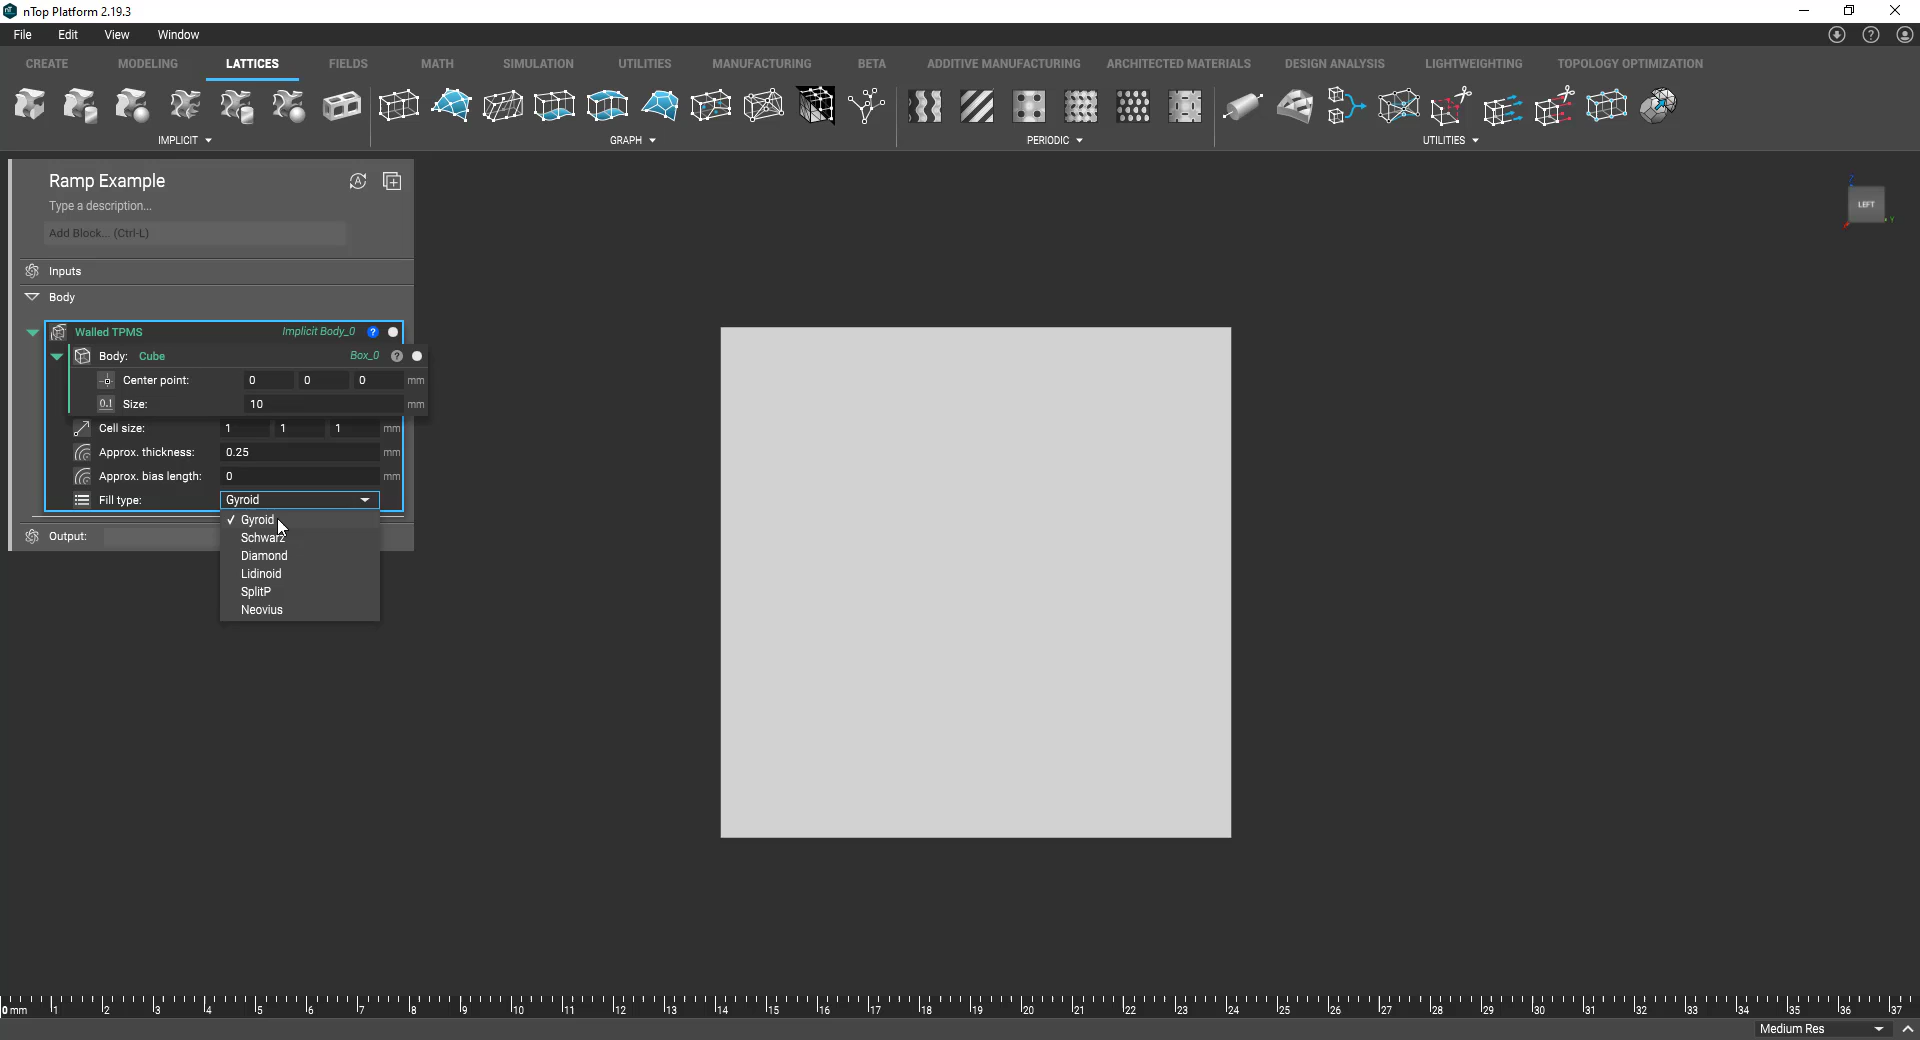 nTop Platform 2.19.3
File Edit View Window
CREATE MODELING LATTICES FIELDS MATH SIMULATION UTILITIES MANUFACTURING BETA ADDITIVE MANUFACTURING ARCHITECTED MATERIALS DESIGN ANALYSIS LIGHTWEIGHTING TOPOLOGY OPTIMIZATION
IMPLICIT GRAPH PERIODIC UTILITIES
Ramp Example
Type a description...
Add Block... (Ctrl-L)
Inputs
Body
Walled TPMS Implicit Body_0 ?
Body: Cube Box_0 ?
Center point: 0 0 0 mm
0.1 Size: 10 mm
Cell size: 1 1 1 mm
Approx. thickness: 0.25 mm
Approx. bias length: 0 mm
Fill type: Gyroid
✓ Gyroid
Schwarz
Output:
Diamond
Lidinoid
SplitP
Neovius
Z
LEFT
Y
0 mm 1 2 3 4 5 6 7 8 9 10 11 12 13 14 15 16 17 18 19 20 21 22 23 24 25 26 27 28 29 30 31 32 33 34 35 36 37
Medium Res